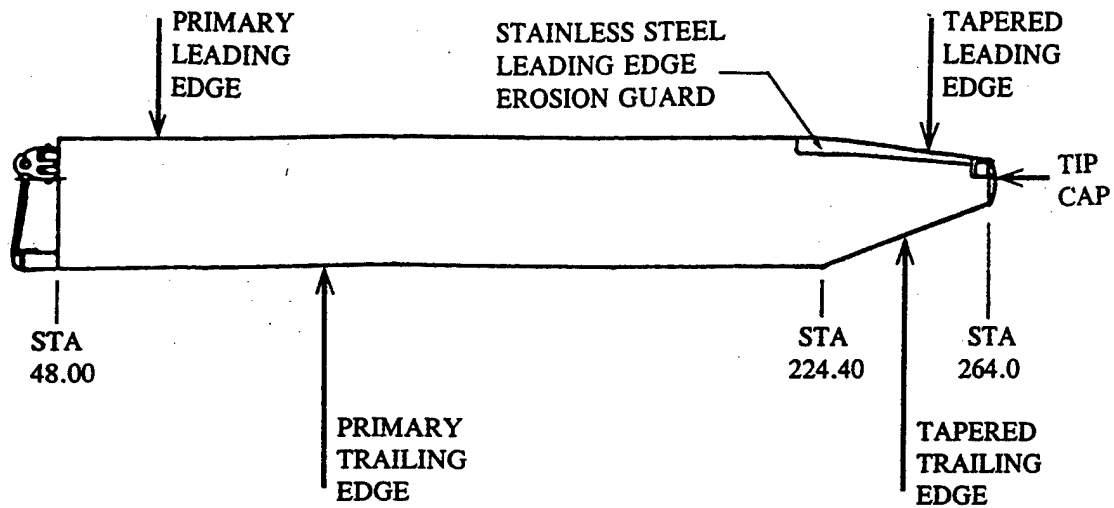 PRIMARY
LEADING
EDGE
STAINLESS STEEL
LEADING EDGE
EROSION GUARD
TAPERED
LEADING
EDGE
TIP
CAP
STA
48.00
STA
224.40
STA
264.0
PRIMARY
TRAILING
EDGE
TAPERED
TRAILING
EDGE